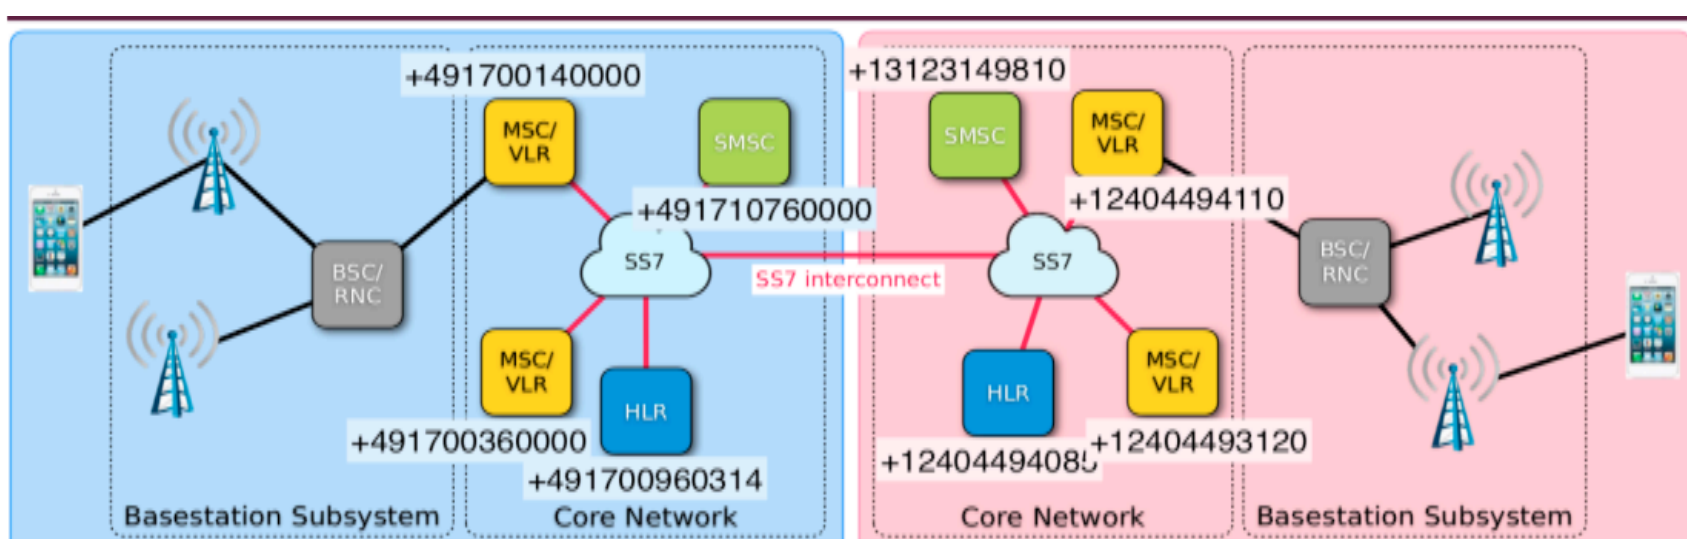 +491700140000
MSC/
VLR
SMSC
+491710760000
BSC/
RNC
SS7
MSC/
VLR
HLR
+491700360000
+491700960314
Basestation Subsystem
Core Network
SS7 interconnect
+13123149810
SMSC
MSC/
VLR
+12404494110
SS7
BSC/
RNC
HLR
MSC/
VLR
+12404493120
Core Network
Basestation Subsystem